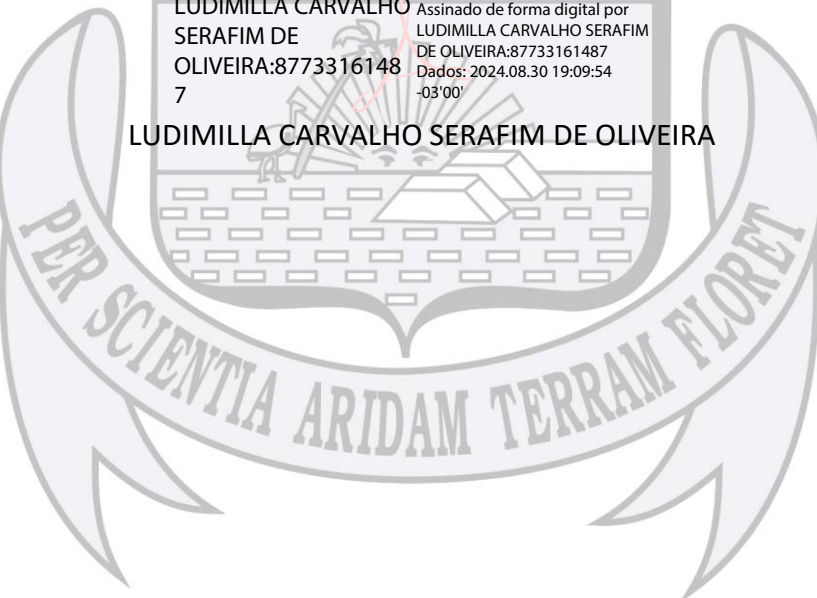 LUDIMILLA CARVALHO
SERAFIM DE
OLIVEIRA:8773316148
7
Assinado de forma digital por
LUDIMILLA CARVALHO SERAFIM
DE OLIVEIRA:87733161487
Dados: 2024.08.30 19:09:54
-03'00'
LUDIMILLA CARVALHO SERAFIM DE OLIVEIRA
PER SCIENTIA ARIDAM TERRAM FLORET